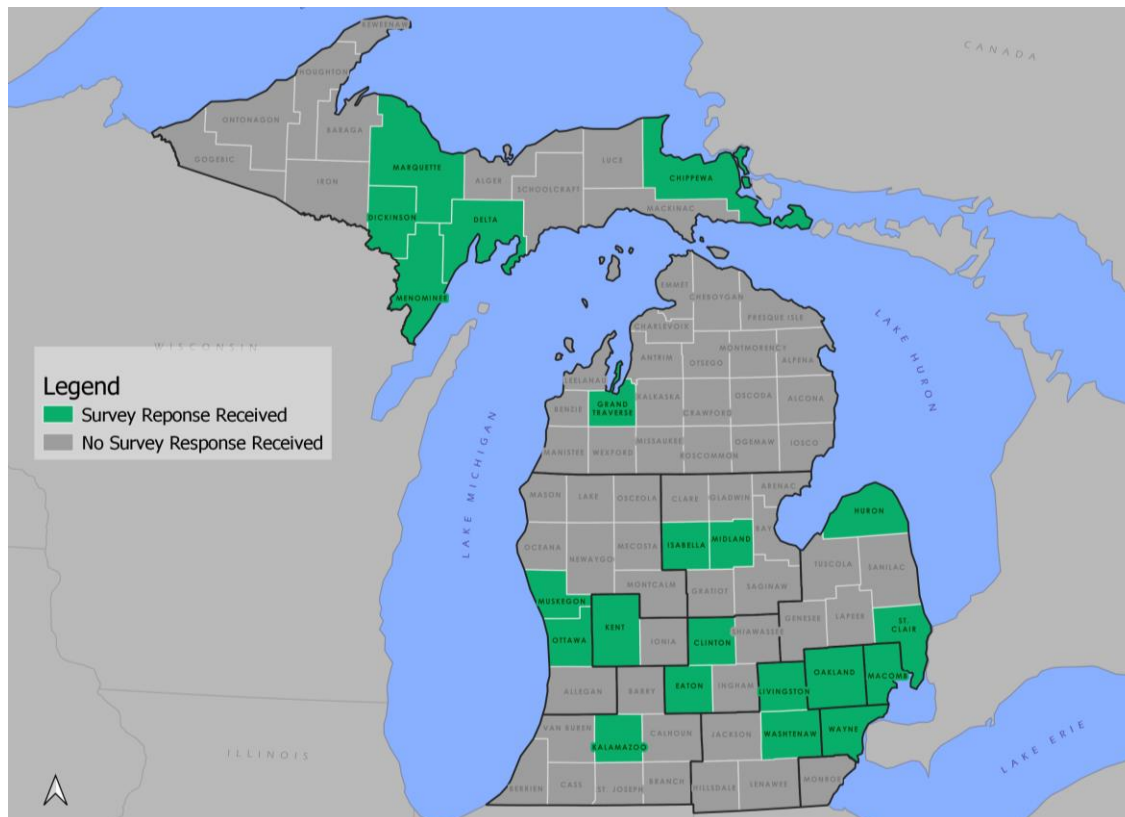 CANADA
KEWEENAW
HOUGHTON
ONTONAGON
BARAGA
GOGEBIC
IRON
MARQUETTE
ALGER
LUCE
SCHOOLCRAFT
CHIPPEWA
MACKINAC
DICKINSON
DELTA
MENOMINEE
WISCONSIN
EMMET
CHEBOYGAN
PRESQUE ISLE
CHARLEVOIX
ANTRIM
OTSEGO
MONTMORENCY
ALPENA
LEELANAU
BENZIE
GRAND
TRAVERSE
KALKASKA
CRAWFORD
OSCODA
ALCONA
MANISTEE
WEXFORD
MISSAUKEE
ROSCOMMON
OGEMAW
IOSCO
LAKE HURON
LAKE MICHIGAN
Legend
Survey Reponse Received
No Survey Response Received
MASON
LAKE
OSCEOLA
CLARE
GLADWIN
ARENAC
HURON
OCEANA
NEWAYGO
MECOSTA
ISABELLA
MIDLAND
BAY
TUSCOLA
SANILAC
MUSKEGON
MONTCALM
GRATIOT
SAGINAW
OTTAWA
KENT
IONIA
CLINTON
SHIAWASSEE
GENESEE
LAPEER
ST.
CLAIR
ALLEGAN
BARRY
EATON
INGHAM
LIVINGSTON
OAKLAND
MACOMB
VAN BUREN
KALAMAZOO
CALHOUN
JACKSON
WASHTENAW
WAYNE
ILLINOIS
BERRIEN
CASS
ST. JOSEPH
BRANCH
HILLSDALE
LENAWEE
MONROE
LAKE ERIE